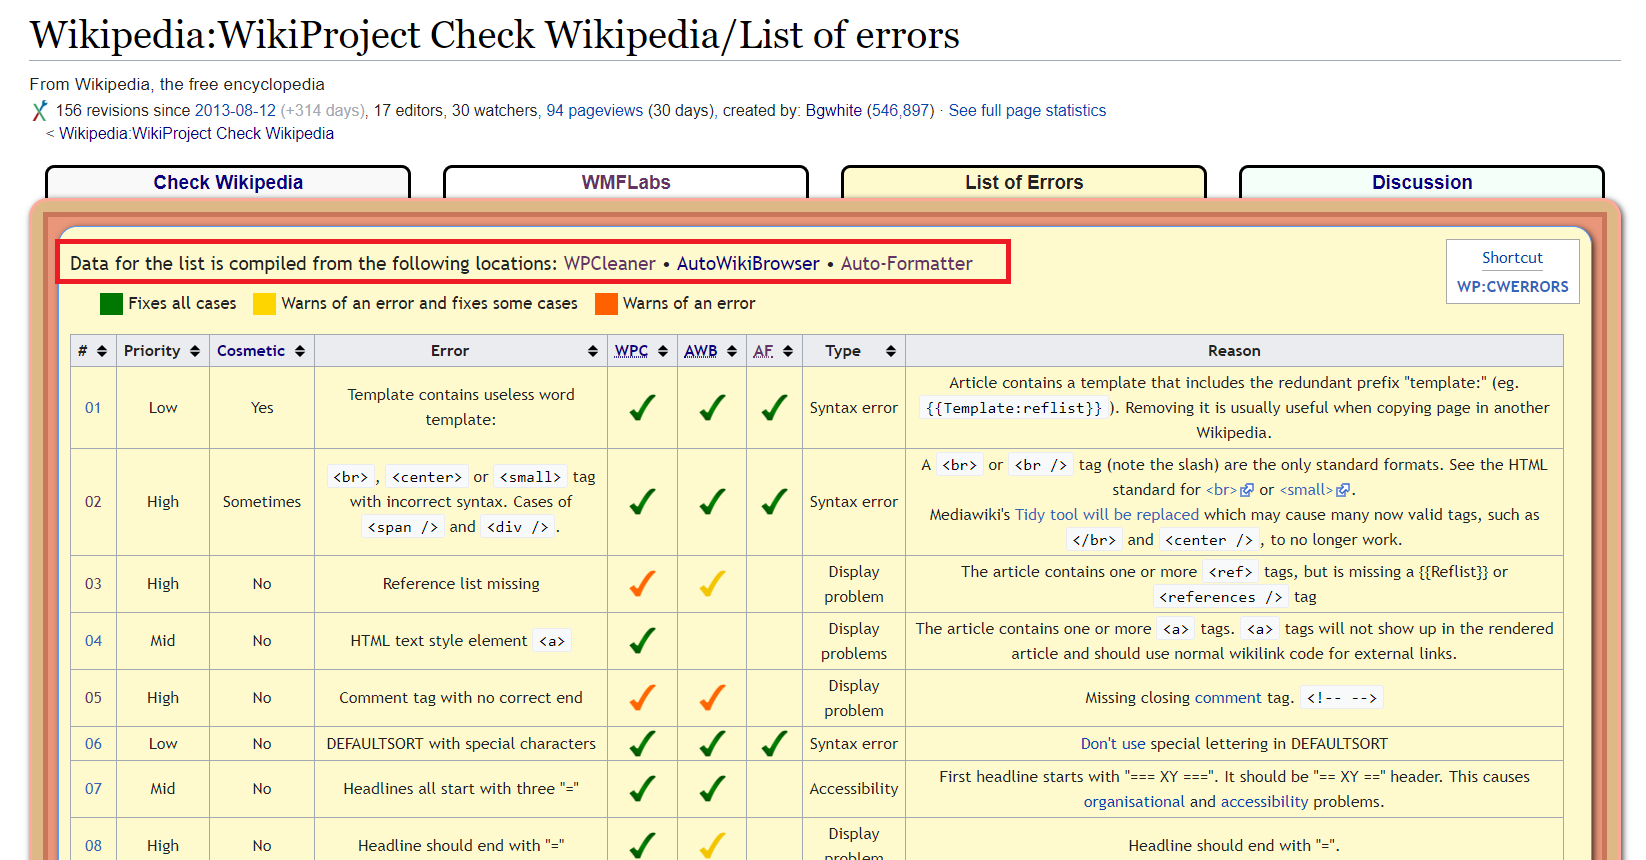 Wikipedia:WikiProject Check Wikipedia/List of errors
From Wikipedia, the free encyclopedia
156 revisions since 2013-08-12 (+314 days), 17 editors, 30 watchers, 94 pageviews (30 days), created by: Bgwhite (546,897) · See full page statistics
< Wikipedia:WikiProject Check Wikipedia
Check Wikipedia WMFLabs List of Errors Discussion
Data for the list is compiled from the following locations: WPCleaner • AutoWikiBrowser • Auto-Formatter
Shortcut
WP:CWERRORS
Fixes all cases Warns of an error and fixes some cases Warns of an error
# Priority Cosmetic Error WPC AWB AF Type Reason
01 Low Yes
Template contains useless word
template:
Syntax error
Article contains a template that includes the redundant prefix "template:" (eg.
{{Template:reflist}} ). Removing it is usually useful when copying page in another
Wikipedia.
02 High Sometimes
<br> , <center> or <small> tag
with incorrect syntax. Cases of
<span /> and <div /> .
Syntax error
A <br> or <br /> tag (note the slash) are the only standard formats. See the HTML
standard for <br> or <small>.
Mediawiki's Tidy tool will be replaced which may cause many now valid tags, such as
</br> and <center /> , to no longer work.
03 High No Reference list missing
Display
problem
The article contains one or more <ref> tags, but is missing a {{Reflist}} or
<references /> tag
04 Mid No HTML text style element <a>
Display
problems
The article contains one or more <a> tags. <a> tags will not show up in the rendered
article and should use normal wikilink code for external links.
05 High No Comment tag with no correct end
Display
problem
Missing closing comment tag. <!-- -->
06 Low No DEFAULTSORT with special characters Syntax error Don't use special lettering in DEFAULTSORT
07 Mid No Headlines all start with three "=" Accessibility
First headline starts with "=== XY ===". It should be "== XY ==" header. This causes
organisational and accessibility problems.
08 High No Headline should end with "="
Display
problem
Headline should end with "=".